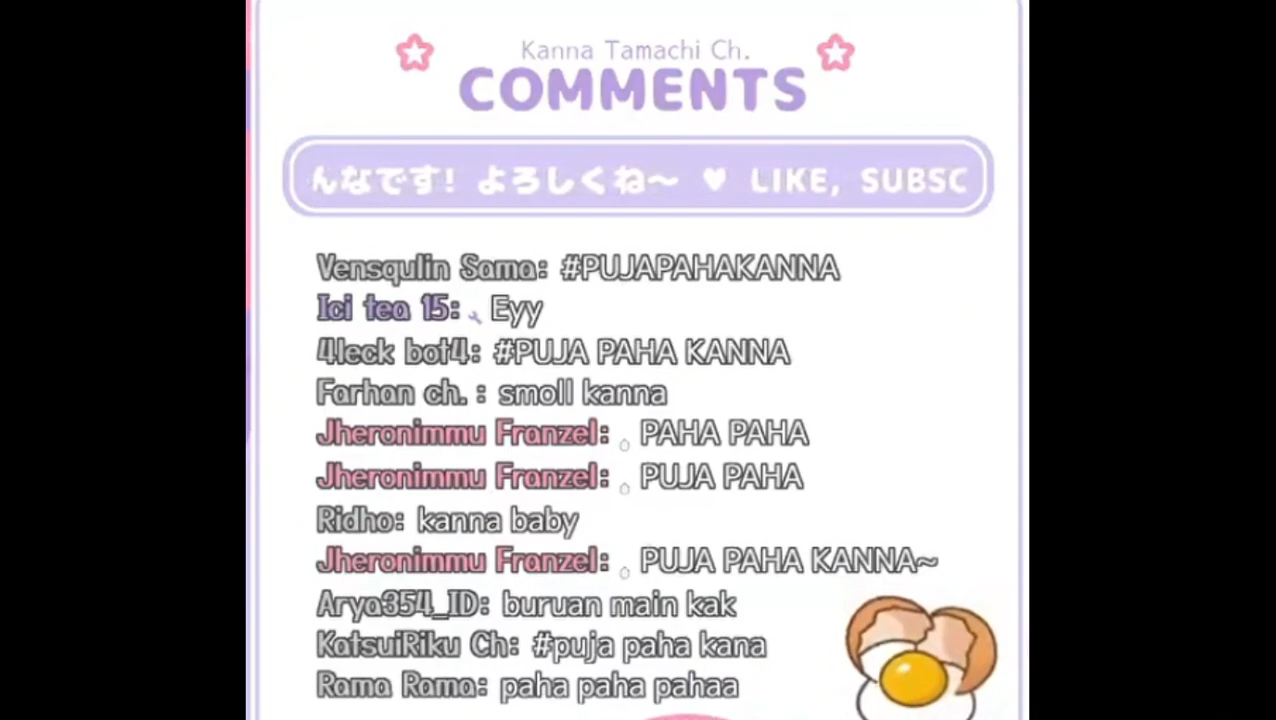 Kanna Tamachi Ch.
COMMENTS
んなです! よろしくね～ ♥ LIKE, SUBSC
Vensqulin Sama: #PUJAPAHAKANNA
Ici tea 15: Eyy
4leck bot4: #PUJA PAHA KANNA
Farhan ch. : smoll kanna
Jheronimmu Franzel: PAHA PAHA
Jheronimmu Franzel: PUJA PAHA
Ridho: kanna baby
Jheronimmu Franzel: PUJA PAHA KANNA~
Arya354_ID: buruan main kak
KatsuiRiku Ch: #puja paha kana
Rama Rama: paha paha pahaa